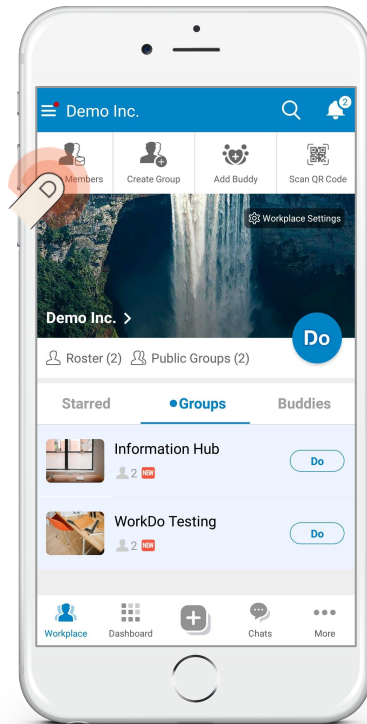 Demo Inc.
2
Members
Create Group
Add Buddy
Scan QR Code
Workplace Settings
Demo Inc. >
Do
Roster (2) Public Groups (2)
Starred
Groups
Buddies
Information Hub
2 NEW
Do
WorkDo Testing
2 NEW
Do
Workplace
Dashboard
Chats
More